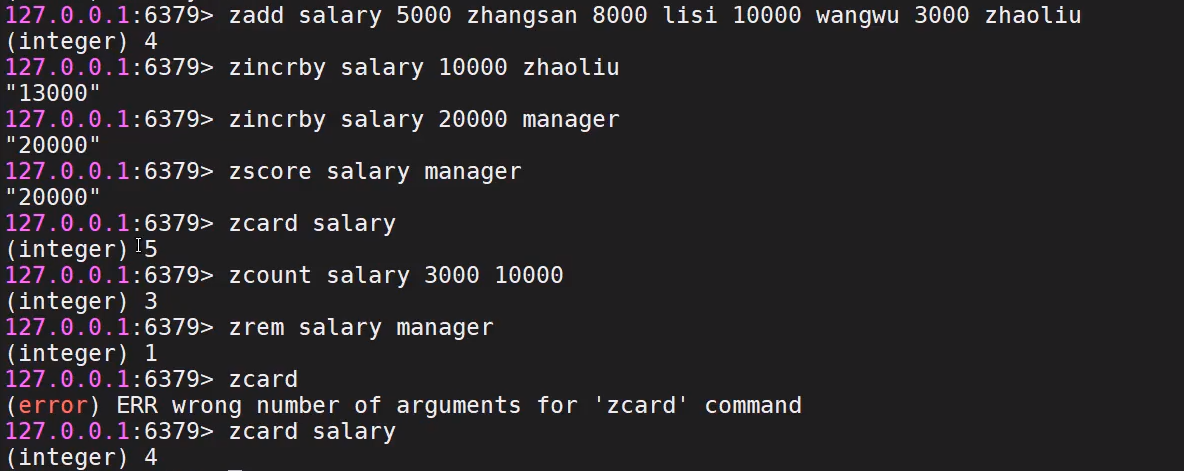 127.0.0.1:6379> zadd salary 5000 zhangsan 8000 lisi 10000 wangwu 3000 zhaoliu
(integer) 4
127.0.0.1:6379> zincrby salary 10000 zhaoliu
"13000"
127.0.0.1:6379> zincrby salary 20000 manager
"20000"
127.0.0.1:6379> zscore salary manager
"20000"
127.0.0.1:6379> zcard salary
(integer) 5
127.0.0.1:6379> zcount salary 3000 10000
(integer) 3
127.0.0.1:6379> zrem salary manager
(integer) 1
127.0.0.1:6379> zcard
(error) ERR wrong number of arguments for 'zcard' command
127.0.0.1:6379> zcard salary
(integer) 4